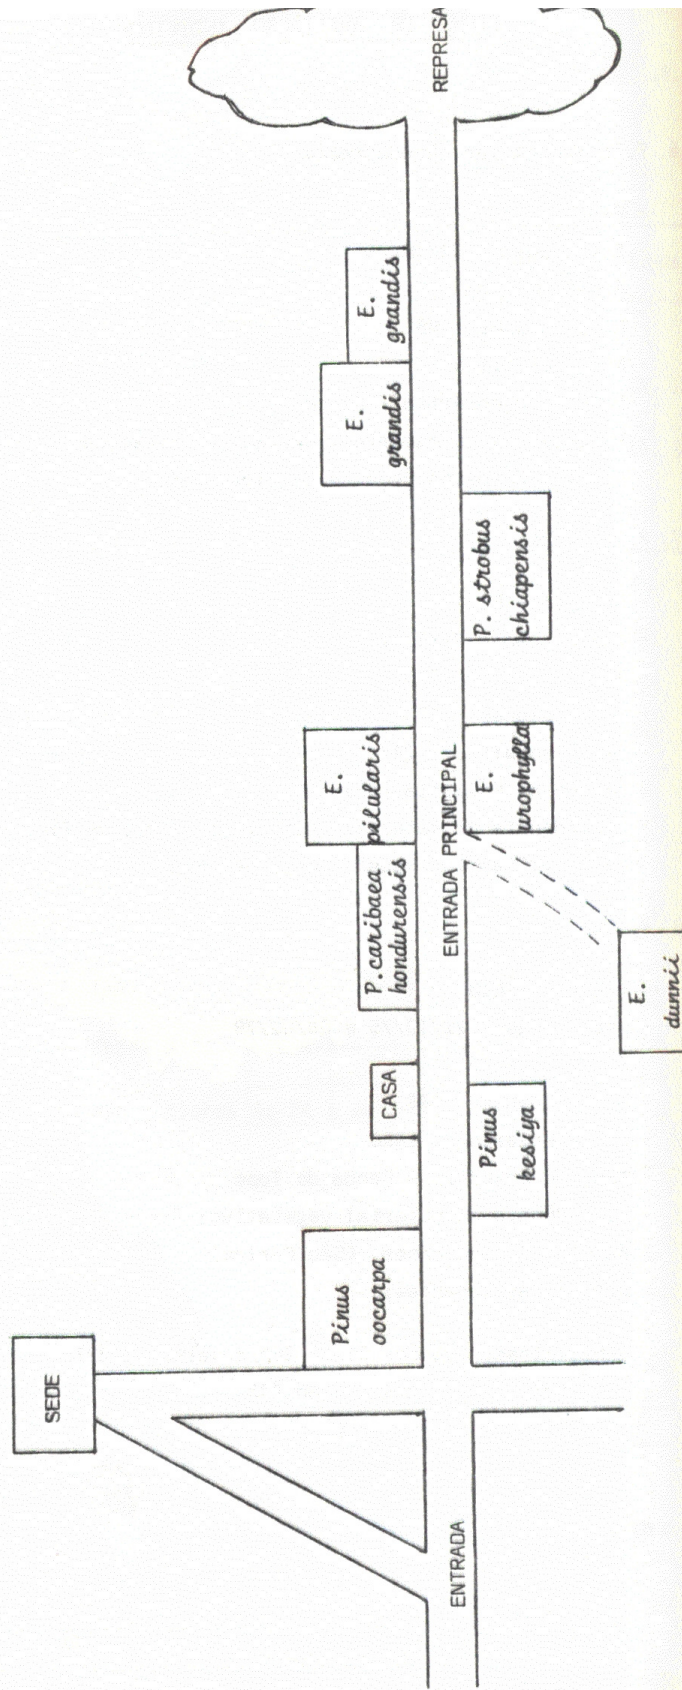 SEDE
ENTRADA
Pinus
oocarpa
CASA
Pinus
kesiya
P. caribaea
hondurensis
E.
dunnii
ENTRADA PRINCIPAL
E.
pilularis
E.
urophylla
P. strobus
chiapensis
E.
grandis
E.
grandis
REPRESA